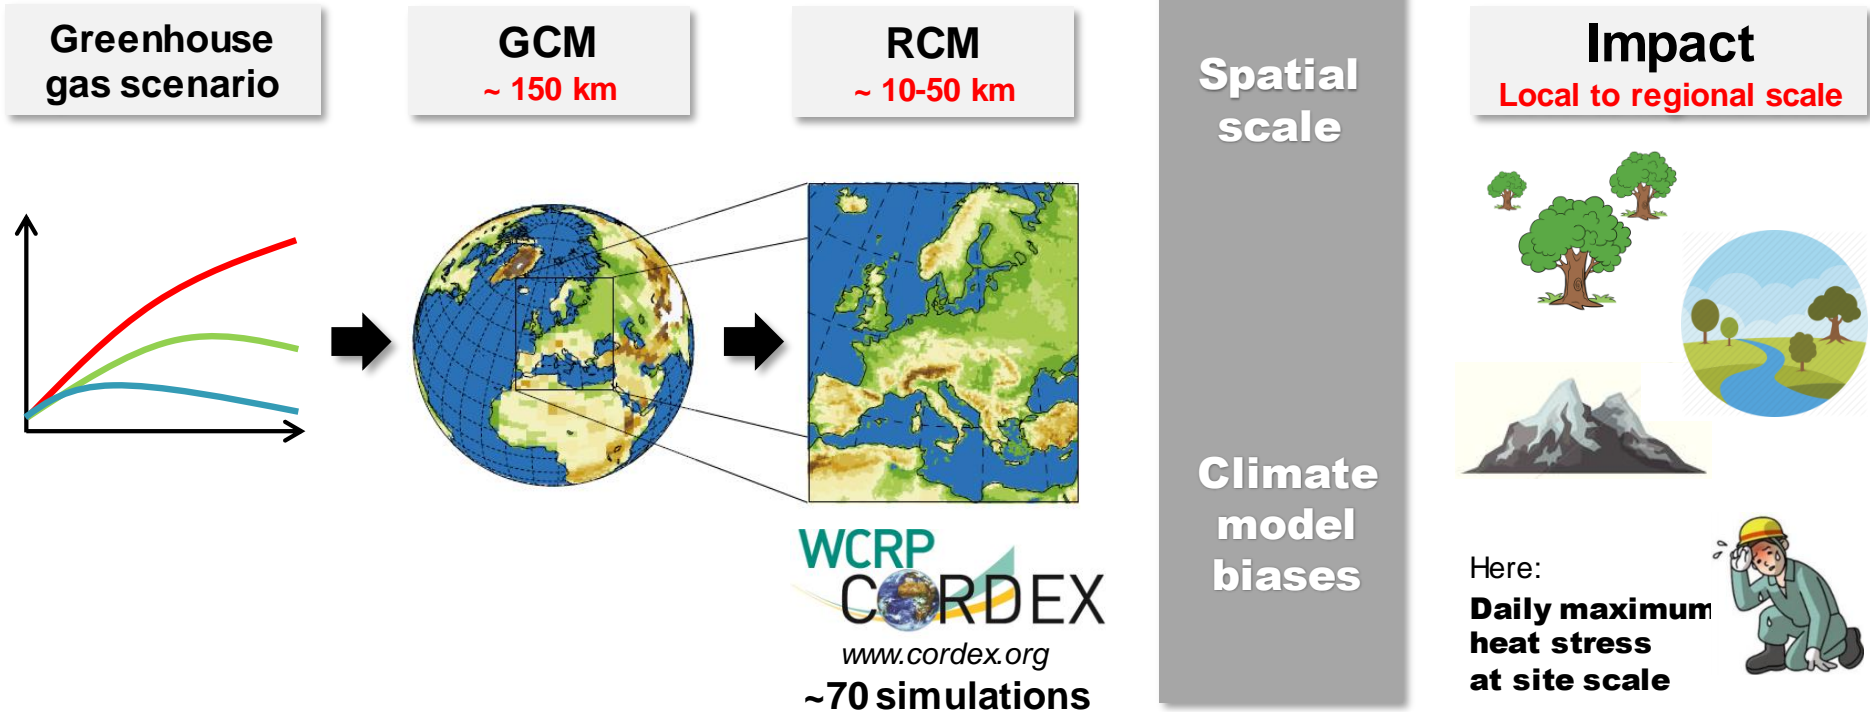 Greenhouse
gas scenario
GCM
~ 150 km
RCM
~ 10-50 km
WCRP
CORDEX
www.cordex.org
~70 simulations
Spatial
scale
Climate
model
biases
Impact
Local to regional scale
Here:
Daily maximum
heat stress
at site scale